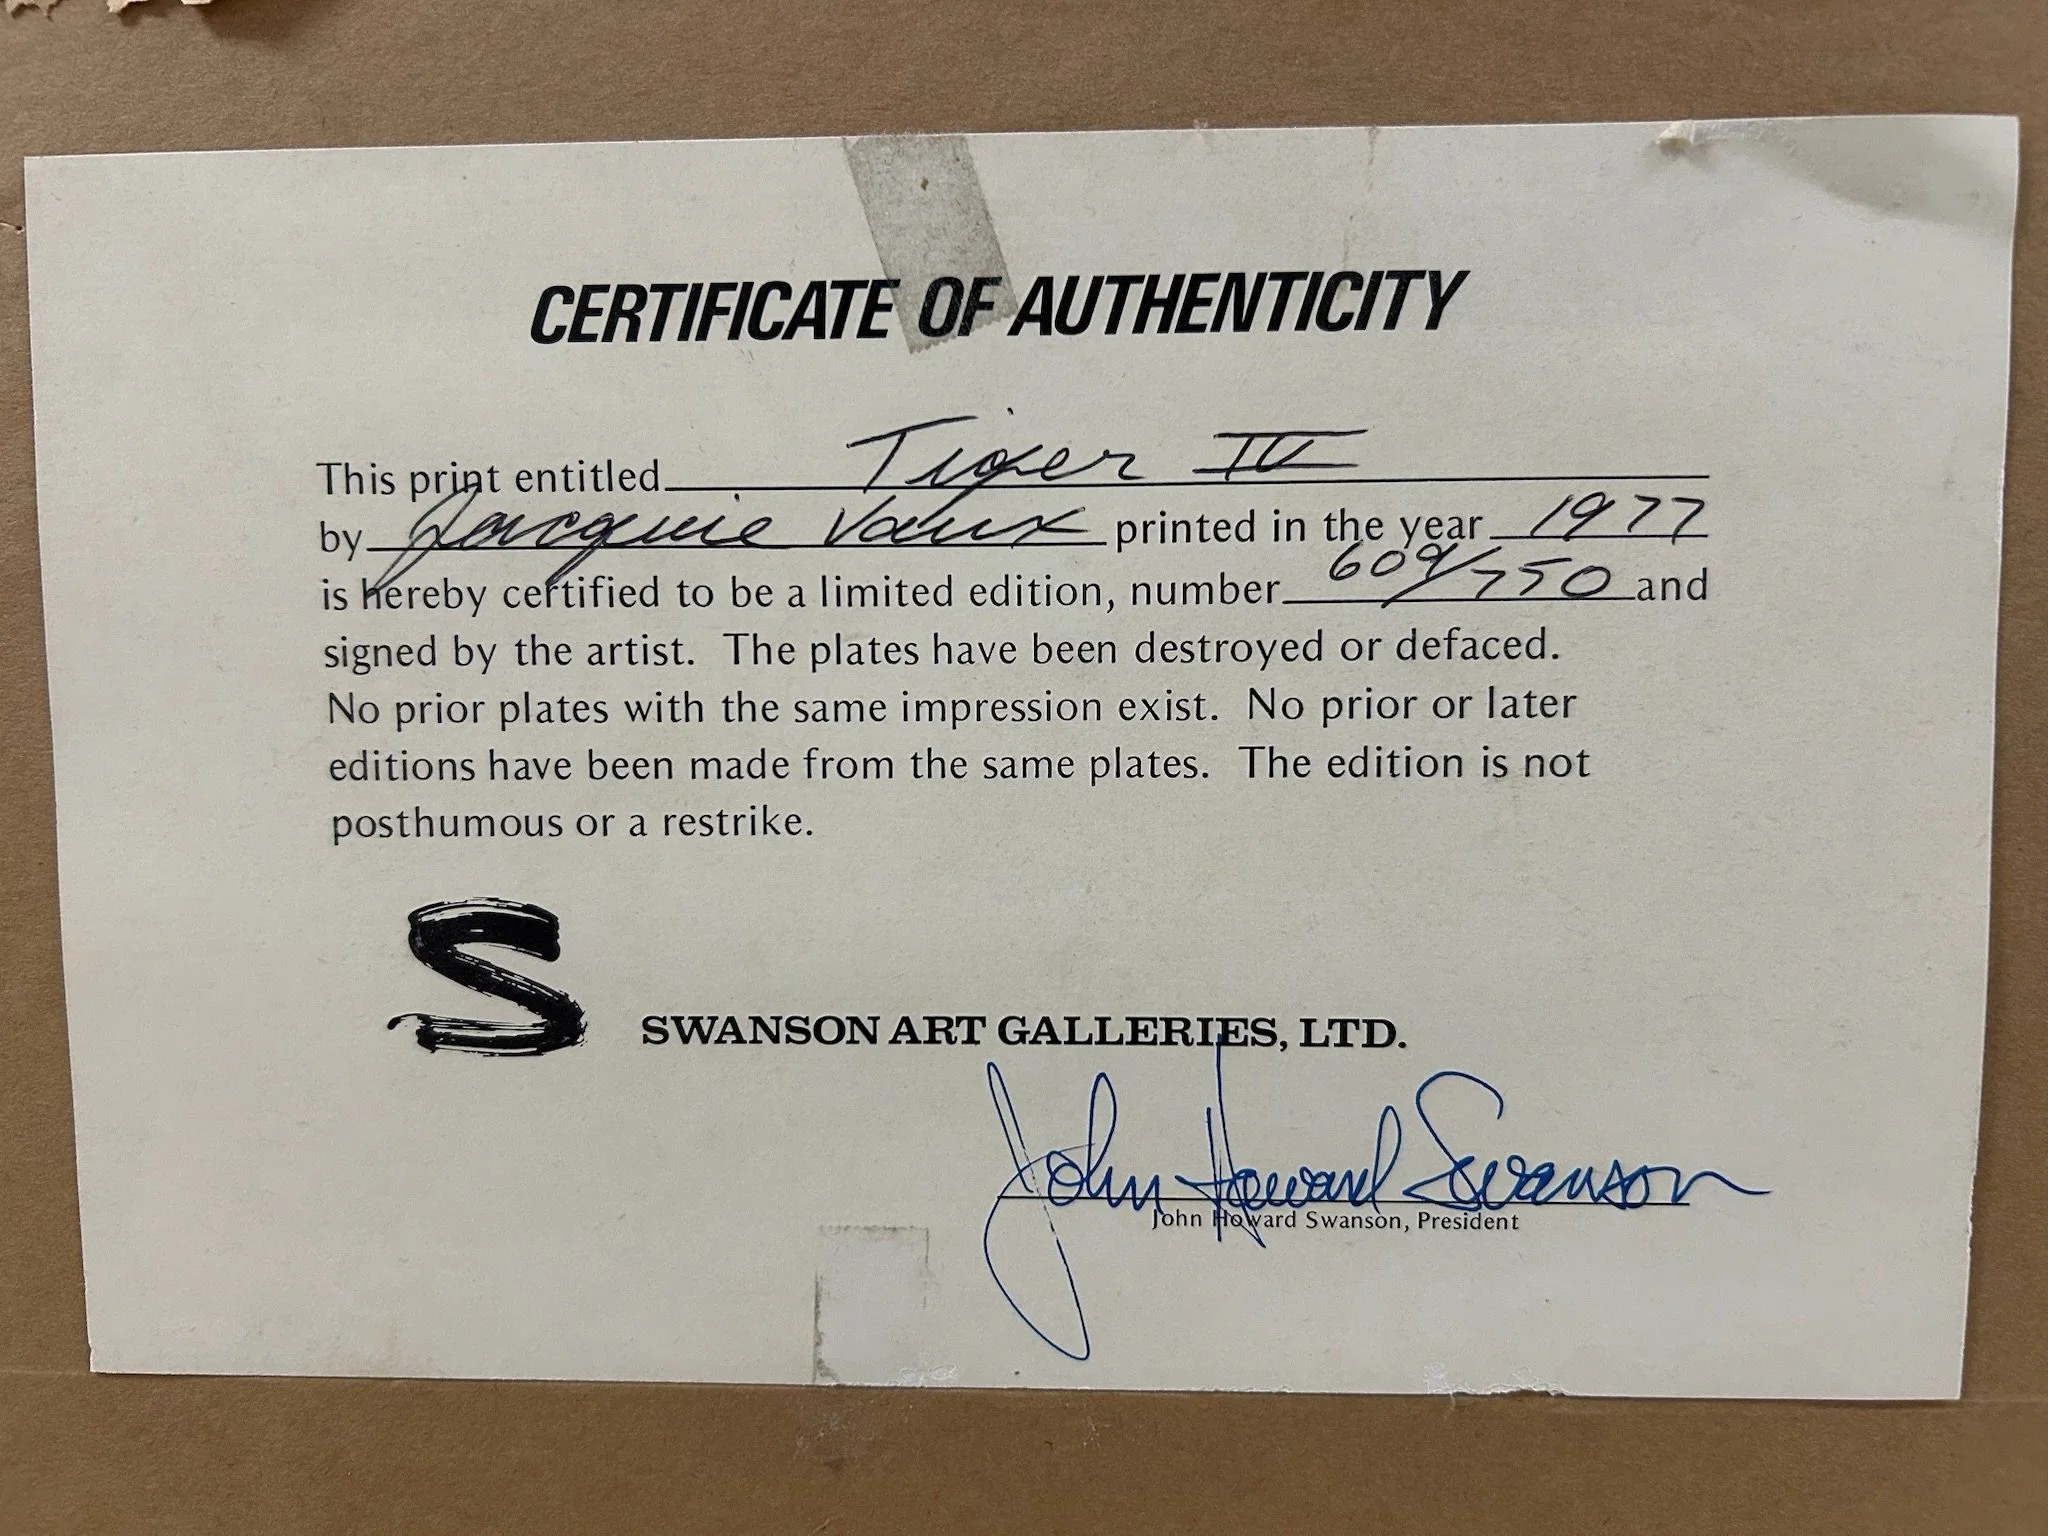 CERTIFICATE OF AUTHENTICITY
This print entitled Tiger IV
by Jacquie Vaux printed in the year 1977
is hereby certified to be a limited edition, number 609/750 and
signed by the artist. The plates have been destroyed or defaced.
No prior plates with the same impression exist. No prior or later
editions have been made from the same plates. The edition is not
posthumous or a restrike.
S SWANSON ART GALLERIES, LTD.
John Howard Swanson
John Howard Swanson, President